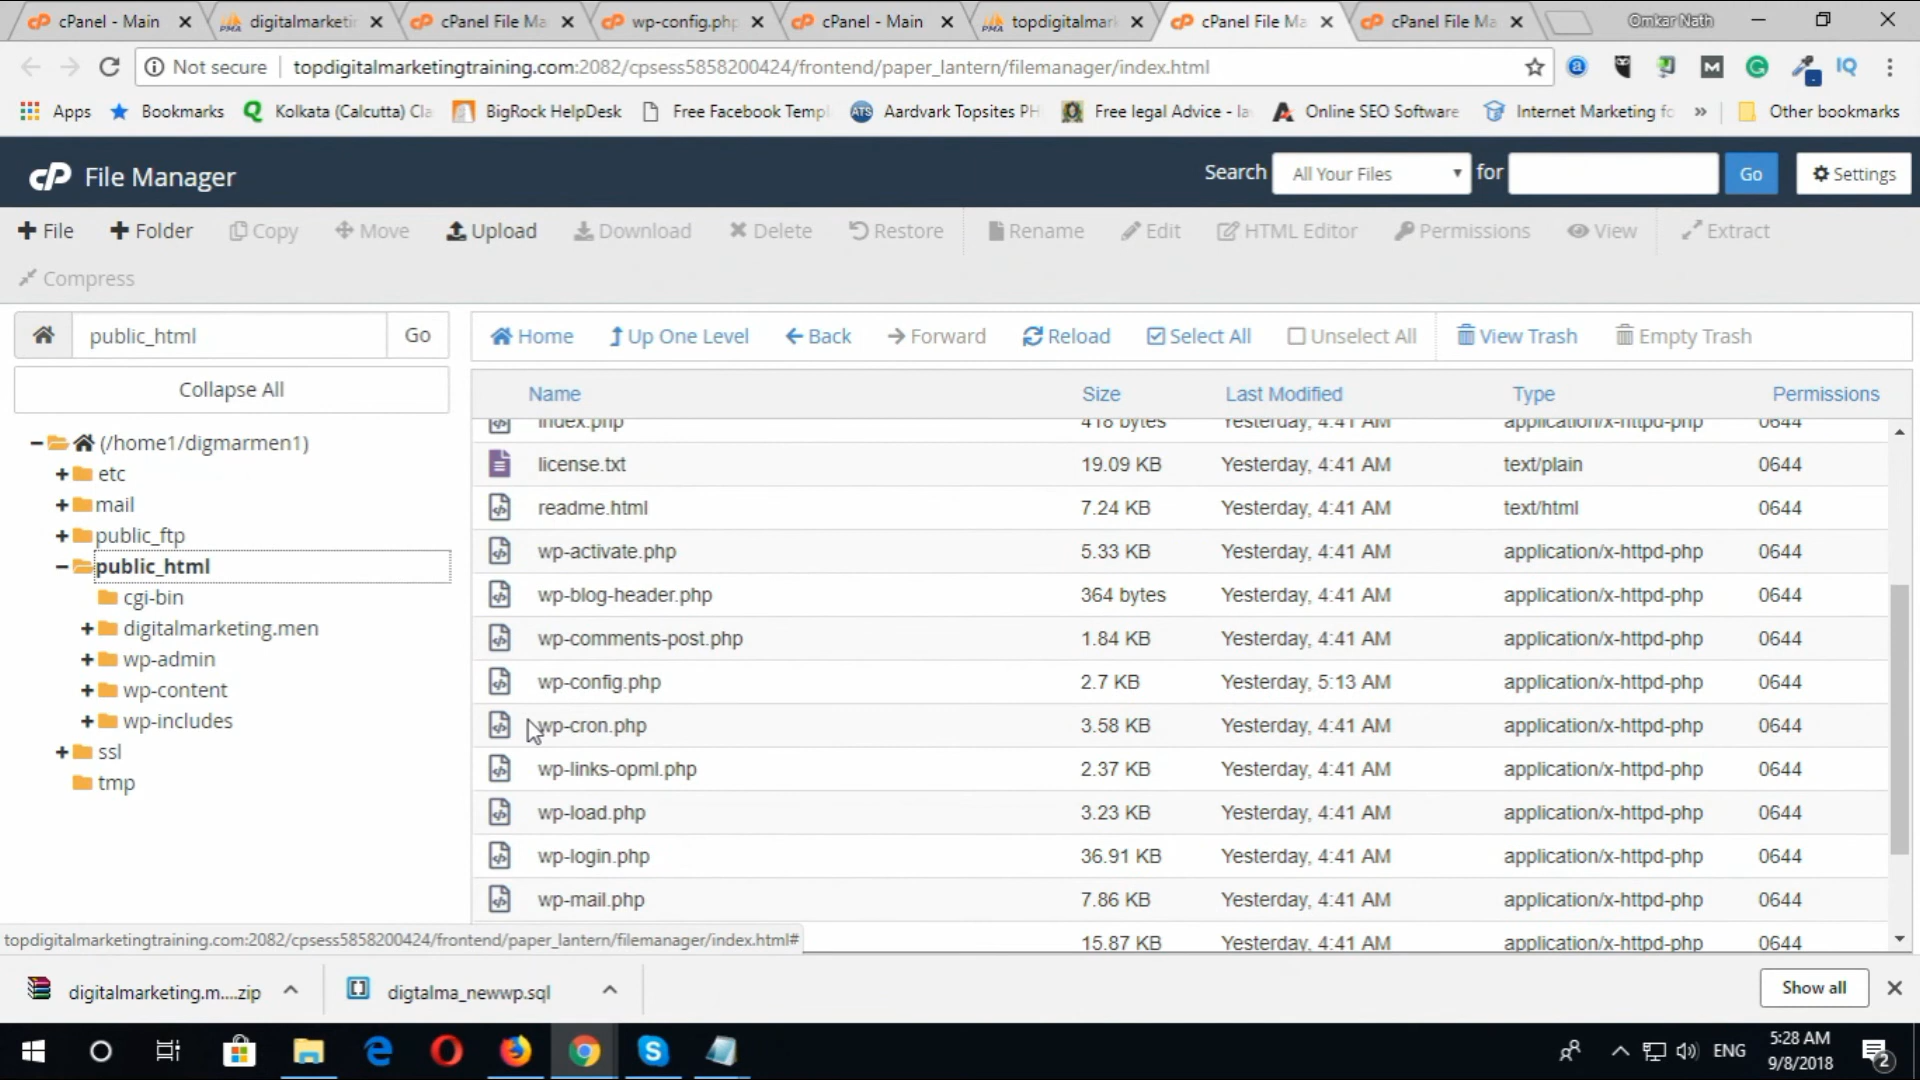 cPanel - Main
digitalmarketi
cPanel File Ma
wp-config.php
cPanel - Main
topdigitalmark
cPanel File Ma
cPanel File Ma
Omkar Nath
Not secure
topdigitalmarketingtraining.com:2082/cpsess5858200424/frontend/paper_lantern/filemanager/index.html
Apps
Bookmarks
Kolkata (Calcutta) Cla
BigRock HelpDesk
Free Facebook Templ
Aardvark Topsites PH
Free legal Advice - la
Online SEO Software
Internet Marketing fo
»
Other bookmarks
cP File Manager
Search
All Your Files
for
Go
Settings
File
Folder
Copy
Move
Upload
Download
Delete
Restore
Rename
Edit
HTML Editor
Permissions
View
Extract
Compress
public_html
Go
Home
Up One Level
Back
Forward
Reload
Select All
Unselect All
View Trash
Empty Trash
Collapse All
(/home1/digmarmen1)
etc
mail
public_ftp
public_html
cgi-bin
digitalmarketing.men
wp-admin
wp-content
wp-includes
ssl
tmp
Name Size Last Modified Type Permissions
index.php 418 bytes Yesterday, 4:41 AM application/x-httpd-php 0644
license.txt 19.09 KB Yesterday, 4:41 AM text/plain 0644
readme.html 7.24 KB Yesterday, 4:41 AM text/html 0644
wp-activate.php 5.33 KB Yesterday, 4:41 AM application/x-httpd-php 0644
wp-blog-header.php 364 bytes Yesterday, 4:41 AM application/x-httpd-php 0644
wp-comments-post.php 1.84 KB Yesterday, 4:41 AM application/x-httpd-php 0644
wp-config.php 2.7 KB Yesterday, 5:13 AM application/x-httpd-php 0644
wp-cron.php 3.58 KB Yesterday, 4:41 AM application/x-httpd-php 0644
wp-links-opml.php 2.37 KB Yesterday, 4:41 AM application/x-httpd-php 0644
wp-load.php 3.23 KB Yesterday, 4:41 AM application/x-httpd-php 0644
wp-login.php 36.91 KB Yesterday, 4:41 AM application/x-httpd-php 0644
wp-mail.php 7.86 KB Yesterday, 4:41 AM application/x-httpd-php 0644
15.87 KB Yesterday, 4:41 AM application/x-httpd-php 0644
topdigitalmarketingtraining.com:2082/cpsess5858200424/frontend/paper_lantern/filemanager/index.html#
digitalmarketing.m....zip
digtalma_newwp.sql
Show all
ENG
5:28 AM
9/8/2018
2